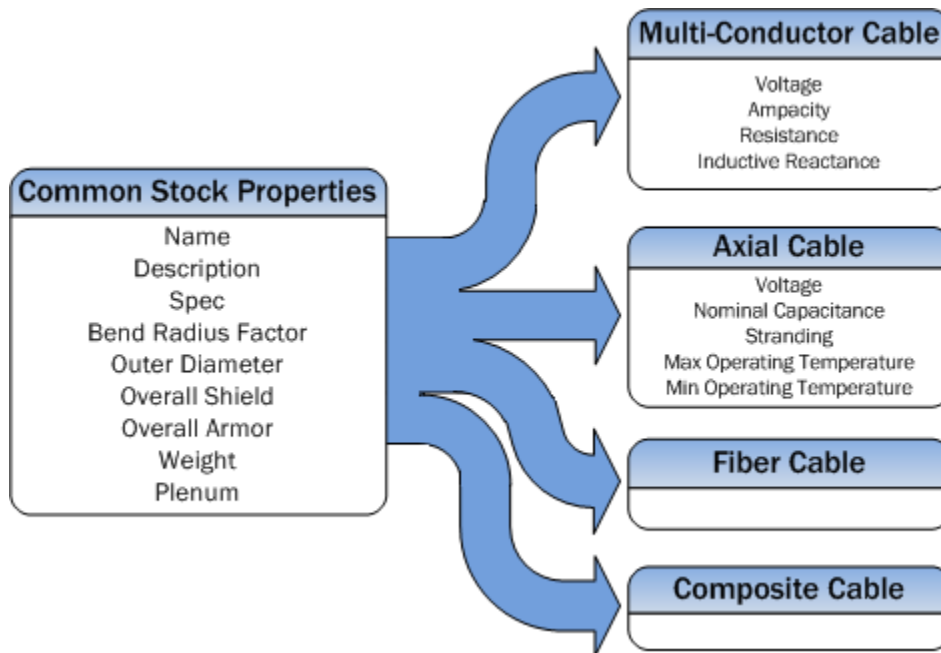 Common Stock Properties
Name
Description
Spec
Bend Radius Factor
Outer Diameter
Overall Shield
Overall Armor
Weight
Plenum
Multi-Conductor Cable
Voltage
Ampacity
Resistance
Inductive Reactance
Axial Cable
Voltage
Nominal Capacitance
Stranding
Max Operating Temperature
Min Operating Temperature
Fiber Cable
Composite Cable